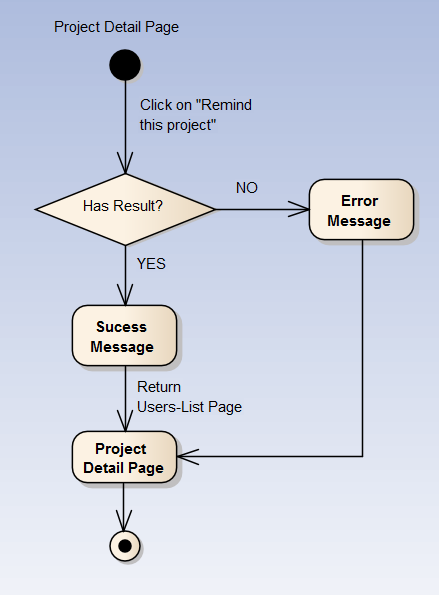 Project Detail Page
Click on "Remind
this project"
Has Result?
NO
Error
Message
YES
Sucess
Message
Return
Users-List Page
Project
Detail Page